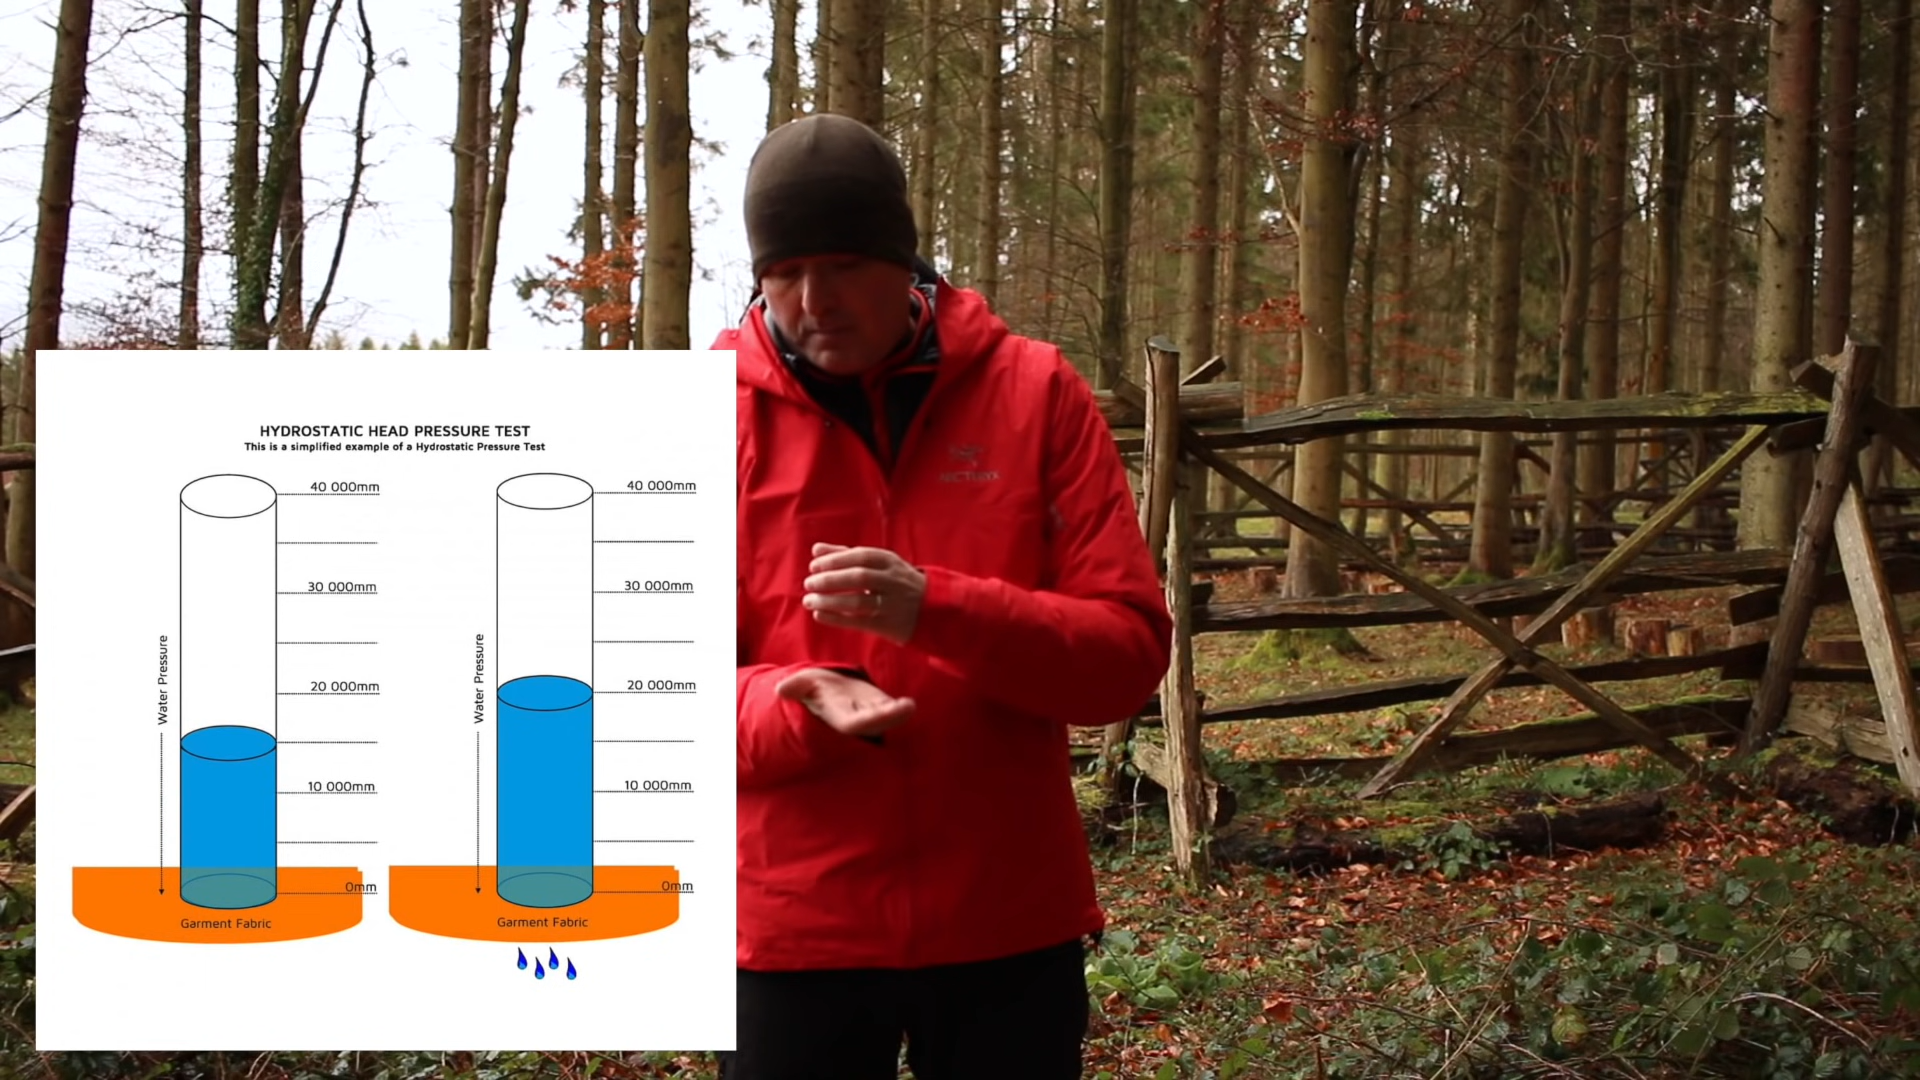 HYDROSTATIC HEAD PRESSURE TEST
This is a simplified example of a Hydrostatic Pressure Test
40 000mm
30 000mm
20 000mm
10 000mm
0mm
Water Pressure
Garment Fabric
40 000mm
30 000mm
20 000mm
10 000mm
0mm
Water Pressure
Garment Fabric
ARC'TERYX